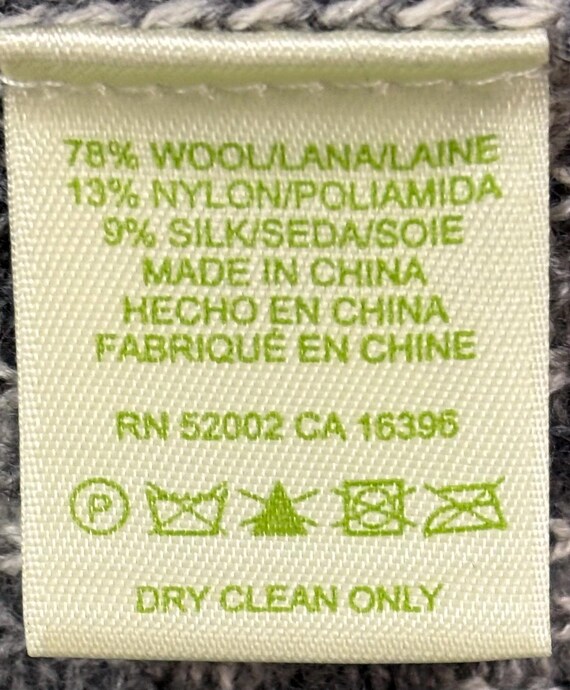 78% WOOL/LANA/LAINE
13% NYLON/POLIAMIDA
9% SILK/SEDA/SOIE
MADE IN CHINA
HECHO EN CHINA
FABRIQUÉ EN CHINE
RN 52002 CA 16396
P
DRY CLEAN ONLY